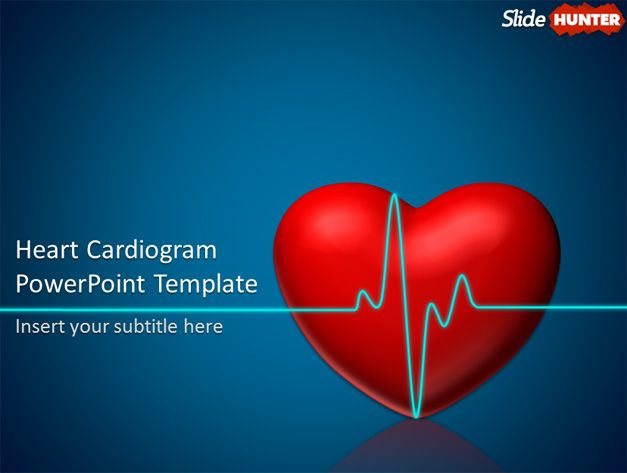 Slide HUNTER
Heart Cardiogram
PowerPoint Template
Insert your subtitle here